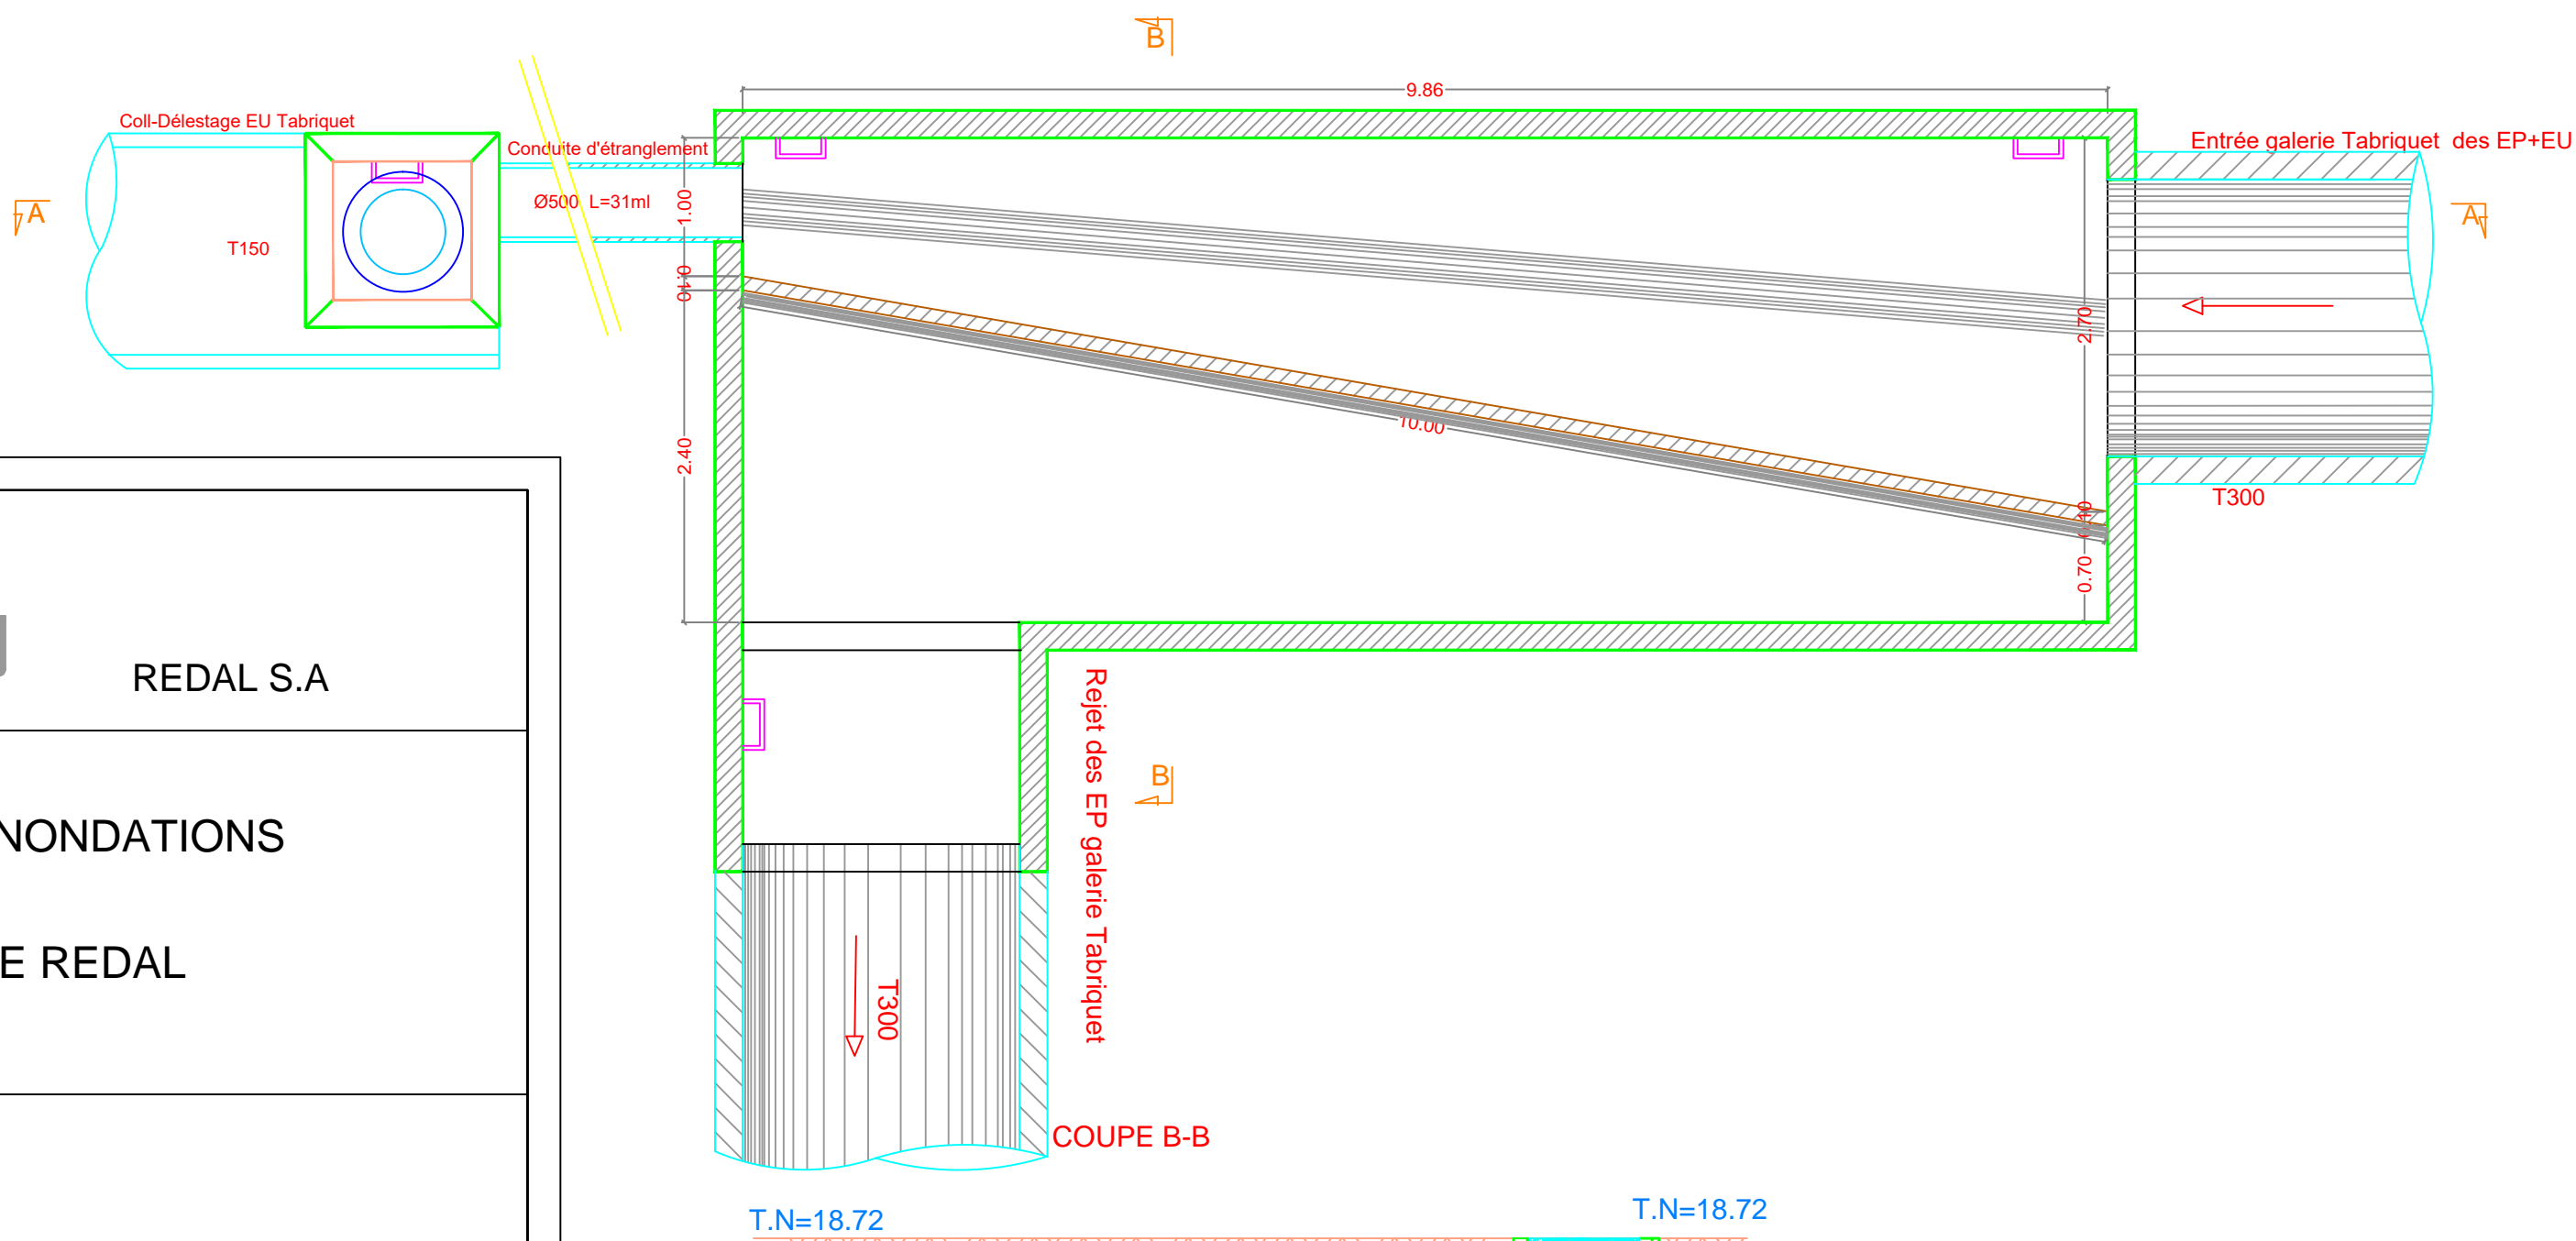 B
9.86
Coll-Délestage EU Tabriquet
Conduite d'étranglement
Entrée galerie Tabriquet des EP+EU
A
T150
Ø500 L=31ml
1.00
A
0.10
2.70
10.00
2.40
T300
0.10
0.70
REDAL S.A
Rejet des EP galerie Tabriquet
B
NONDATIONS
E REDAL
T300
COUPE B-B
T.N=18.72
T.N=18.72